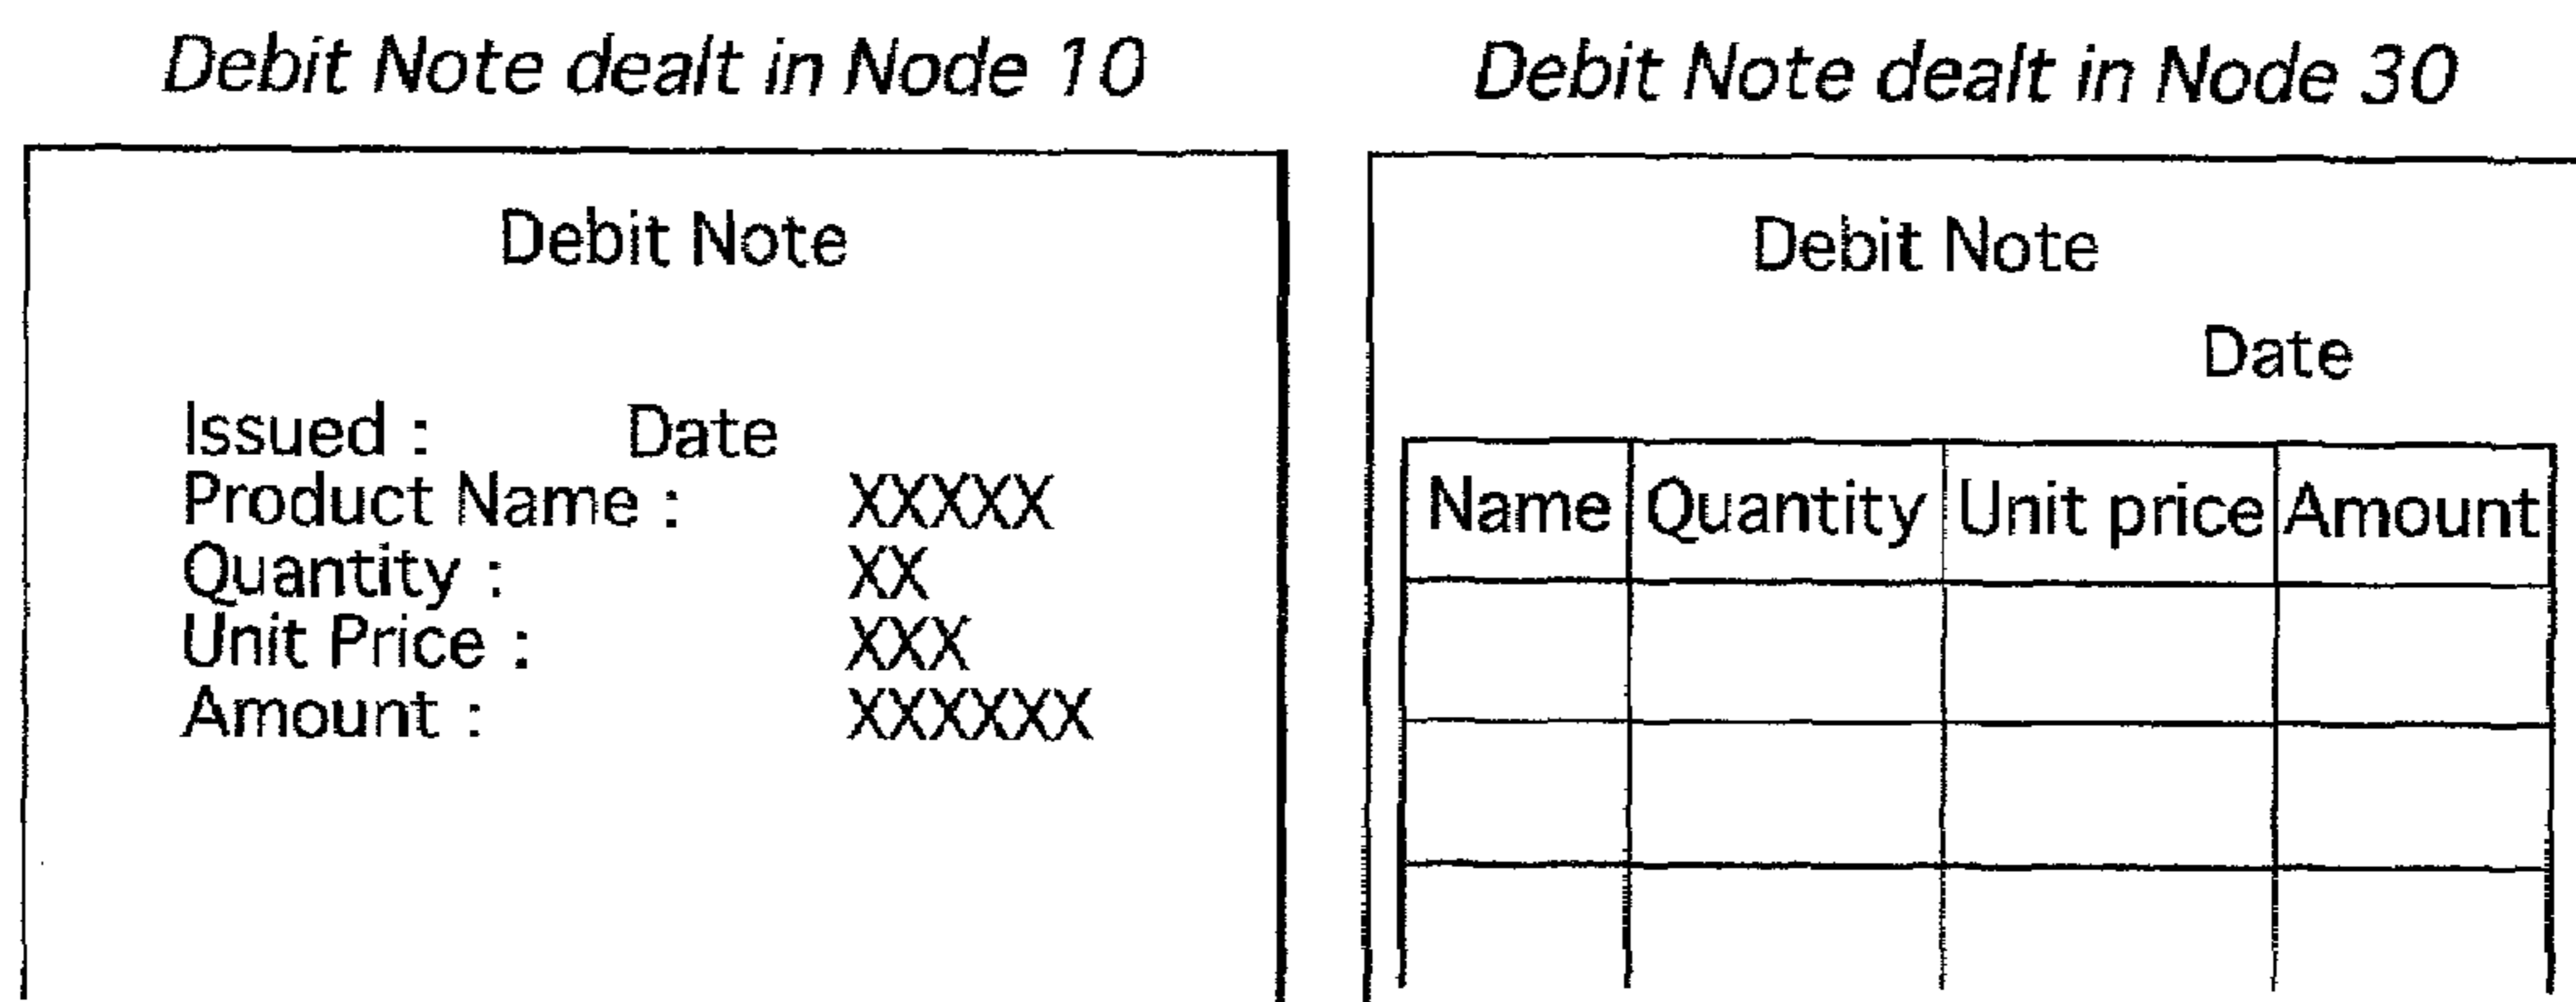 Debit Note dealt in Node 10
Debit Note
Issued : Date
Product Name : XXXXX
Quantity : XX
Unit Price : XXX
Amount : XXXXXX
Debit Note dealt in Node 30
Debit Note
Date
Name Quantity Unit price Amount